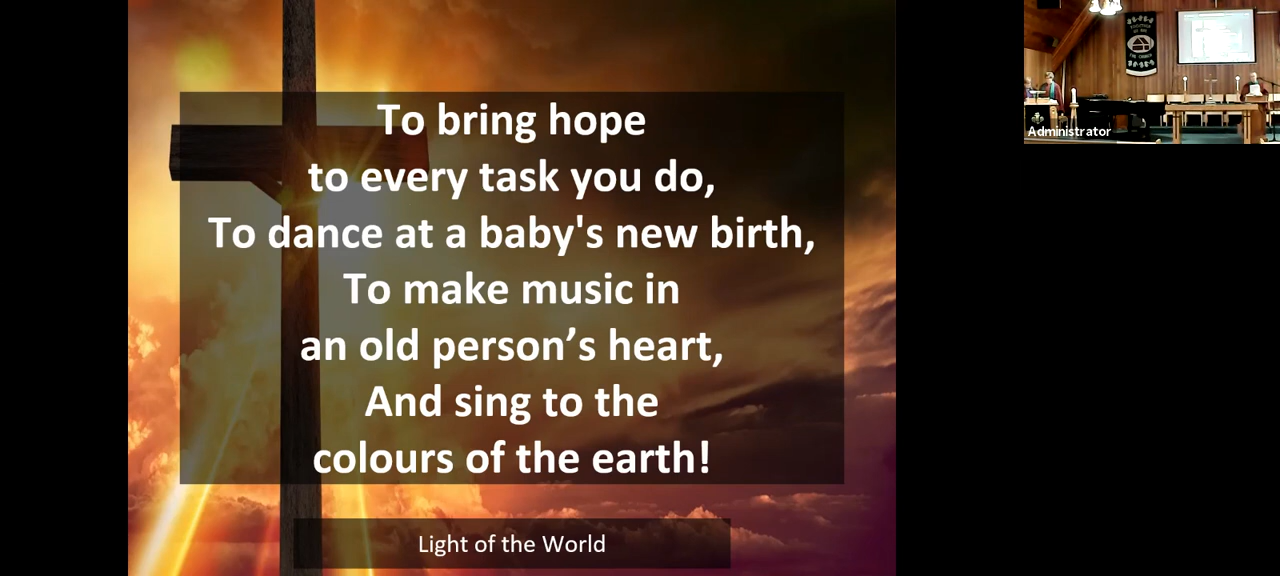 To bring hope
to every task you do,
To dance at a baby's new birth,
To make music in
an old person’s heart,
And sing to the
colours of the earth!
Light of the World
Administrator